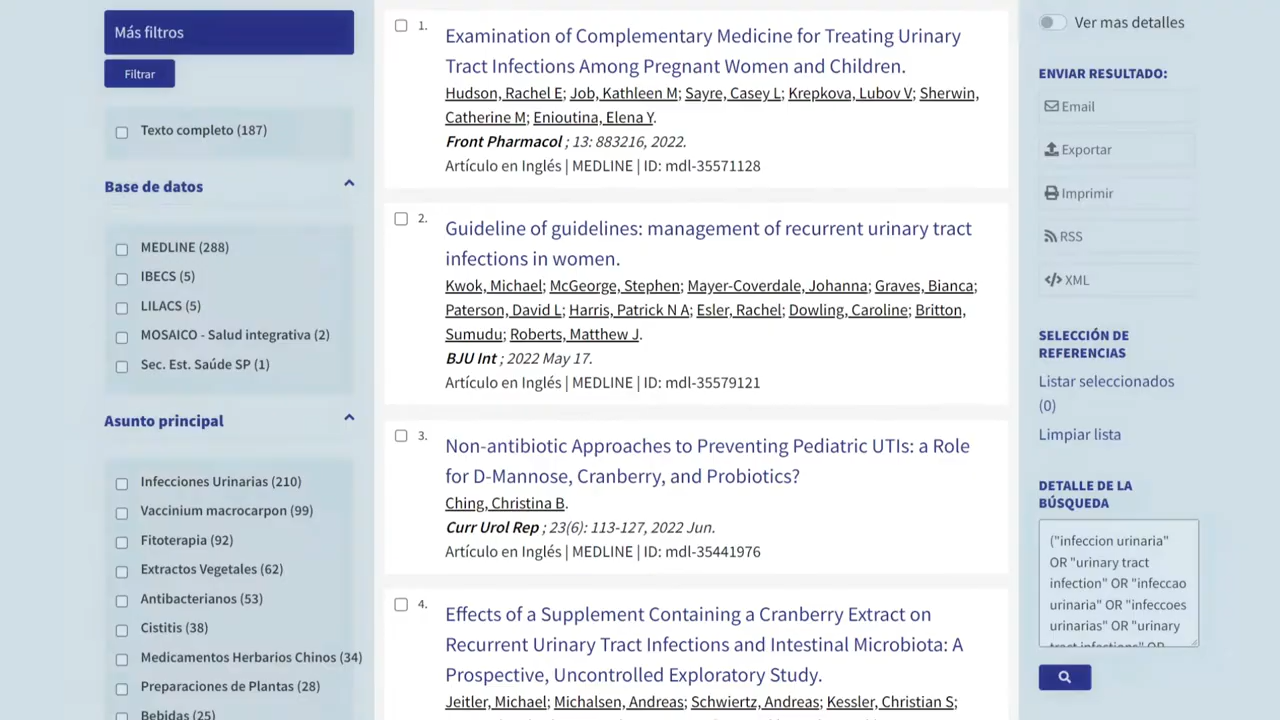 Más filtros
Filtrar
Texto completo (187)
Base de datos
MEDLINE (288)
IBECS (5)
LILACS (5)
MOSAICO - Salud integrativa (2)
Sec. Est. Saúde SP (1)
Asunto principal
Infecciones Urinarias (210)
Vaccinium macrocarpon (99)
Fitoterapia (92)
Extractos Vegetales (62)
Antibacterianos (53)
Cistitis (38)
Medicamentos Herbarios Chinos (34)
Preparaciones de Plantas (28)
Bebidas (25)
1.
Examination of Complementary Medicine for Treating Urinary
Tract Infections Among Pregnant Women and Children.
Hudson, Rachel E; Job, Kathleen M; Sayre, Casey L; Krepkova, Lubov V; Sherwin,
Catherine M; Enioutina, Elena Y.
Front Pharmacol ; 13: 883216, 2022.
Artículo en Inglés | MEDLINE | ID: mdl-35571128
2.
Guideline of guidelines: management of recurrent urinary tract
infections in women.
Kwok, Michael; McGeorge, Stephen; Mayer-Coverdale, Johanna; Graves, Bianca;
Paterson, David L; Harris, Patrick N A; Esler, Rachel; Dowling, Caroline; Britton,
Sumudu; Roberts, Matthew J.
BJU Int ; 2022 May 17.
Artículo en Inglés | MEDLINE | ID: mdl-35579121
3.
Non-antibiotic Approaches to Preventing Pediatric UTIs: a Role
for D-Mannose, Cranberry, and Probiotics?
Ching, Christina B.
Curr Urol Rep ; 23(6): 113-127, 2022 Jun.
Artículo en Inglés | MEDLINE | ID: mdl-35441976
4.
Effects of a Supplement Containing a Cranberry Extract on
Recurrent Urinary Tract Infections and Intestinal Microbiota: A
Prospective, Uncontrolled Exploratory Study.
Jeitler, Michael; Michalsen, Andreas; Schwiertz, Andreas; Kessler, Christian S;
Ver mas detalles
ENVIAR RESULTADO:
Email
Exportar
Imprimir
RSS
XML
SELECCIÓN DE
REFERENCIAS
Listar seleccionados
(0)
Limpiar lista
DETALLE DE LA
BÚSQUEDA
("infeccion urinaria"
OR "urinary tract
infection" OR "infeccao
urinaria" OR "infeccoes
urinarias" OR "urinary
tract infections" OR